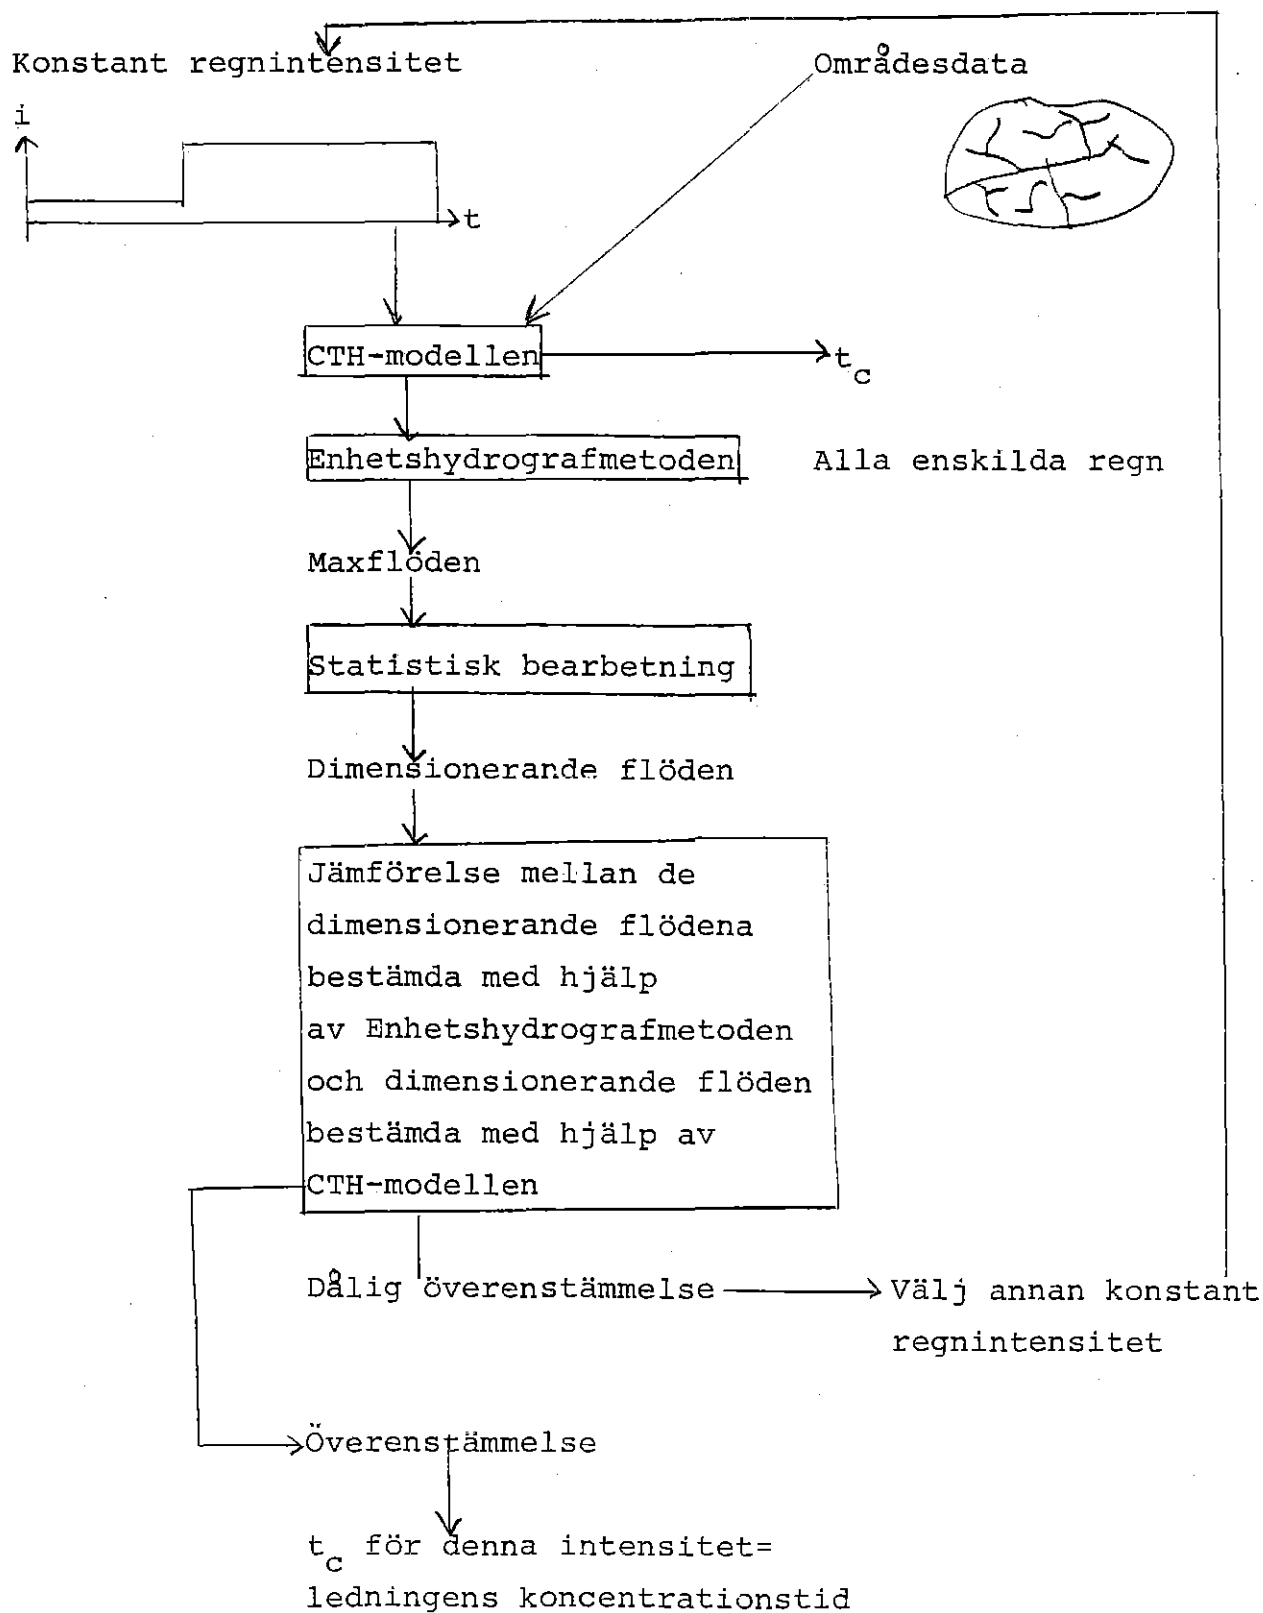 Konstant regnintensitet
Områdesdata
i
t
CTH-modellen
t_c
Enhetshydrografmetoden
Alla enskilda regn
Maxflöden
Statistisk bearbetning
Dimensionerande flöden
Jämförelse mellan de
dimensionerande flödena
bestämda med hjälp
av Enhetshydrografmetoden
och dimensionerande flöden
bestämda med hjälp av
CTH-modellen
Dålig överenstämmelse
Välj annan konstant
regnintensitet
Överenstämmelse
t_c för denna intensitet=
ledningens koncentrationstid